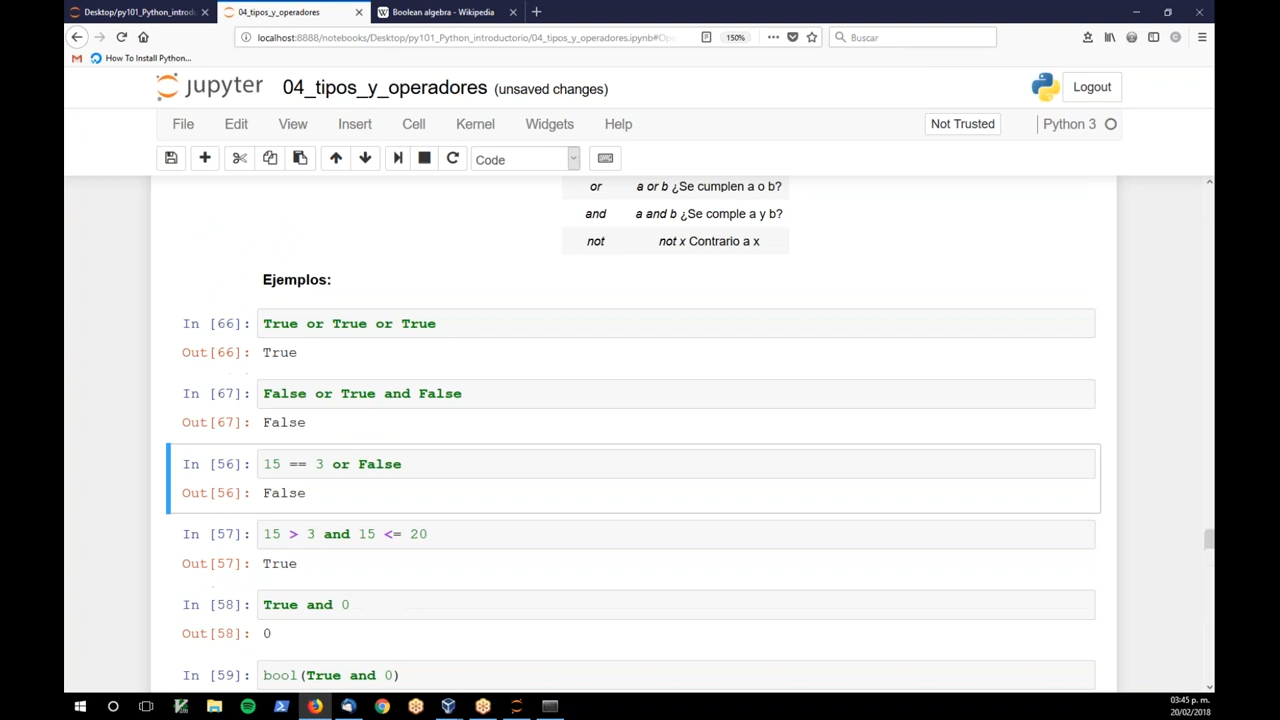 Desktop/py101_Python_introdu
04_tipos_y_operadores
Boolean algebra - Wikipedia
localhost:8888/notebooks/Desktop/py101_Python_introductorio/04_tipos_y_operadores.ipynb#Ope
150%
Buscar
How To Install Python...
jupyter 04_tipos_y_operadores (unsaved changes)
Logout
File Edit View Insert Cell Kernel Widgets Help
Not Trusted
Python 3
Code
or a or b ¿Se cumplen a o b?
and a and b ¿Se comple a y b?
not not x Contrario a x
Ejemplos:
In [66]: True or True or True
Out[66]: True
In [67]: False or True and False
Out[67]: False
In [56]: 15 == 3 or False
Out[56]: False
In [57]: 15 > 3 and 15 <= 20
Out[57]: True
In [58]: True and 0
Out[58]: 0
In [59]: bool(True and 0)
03:45 p. m.
20/02/2018